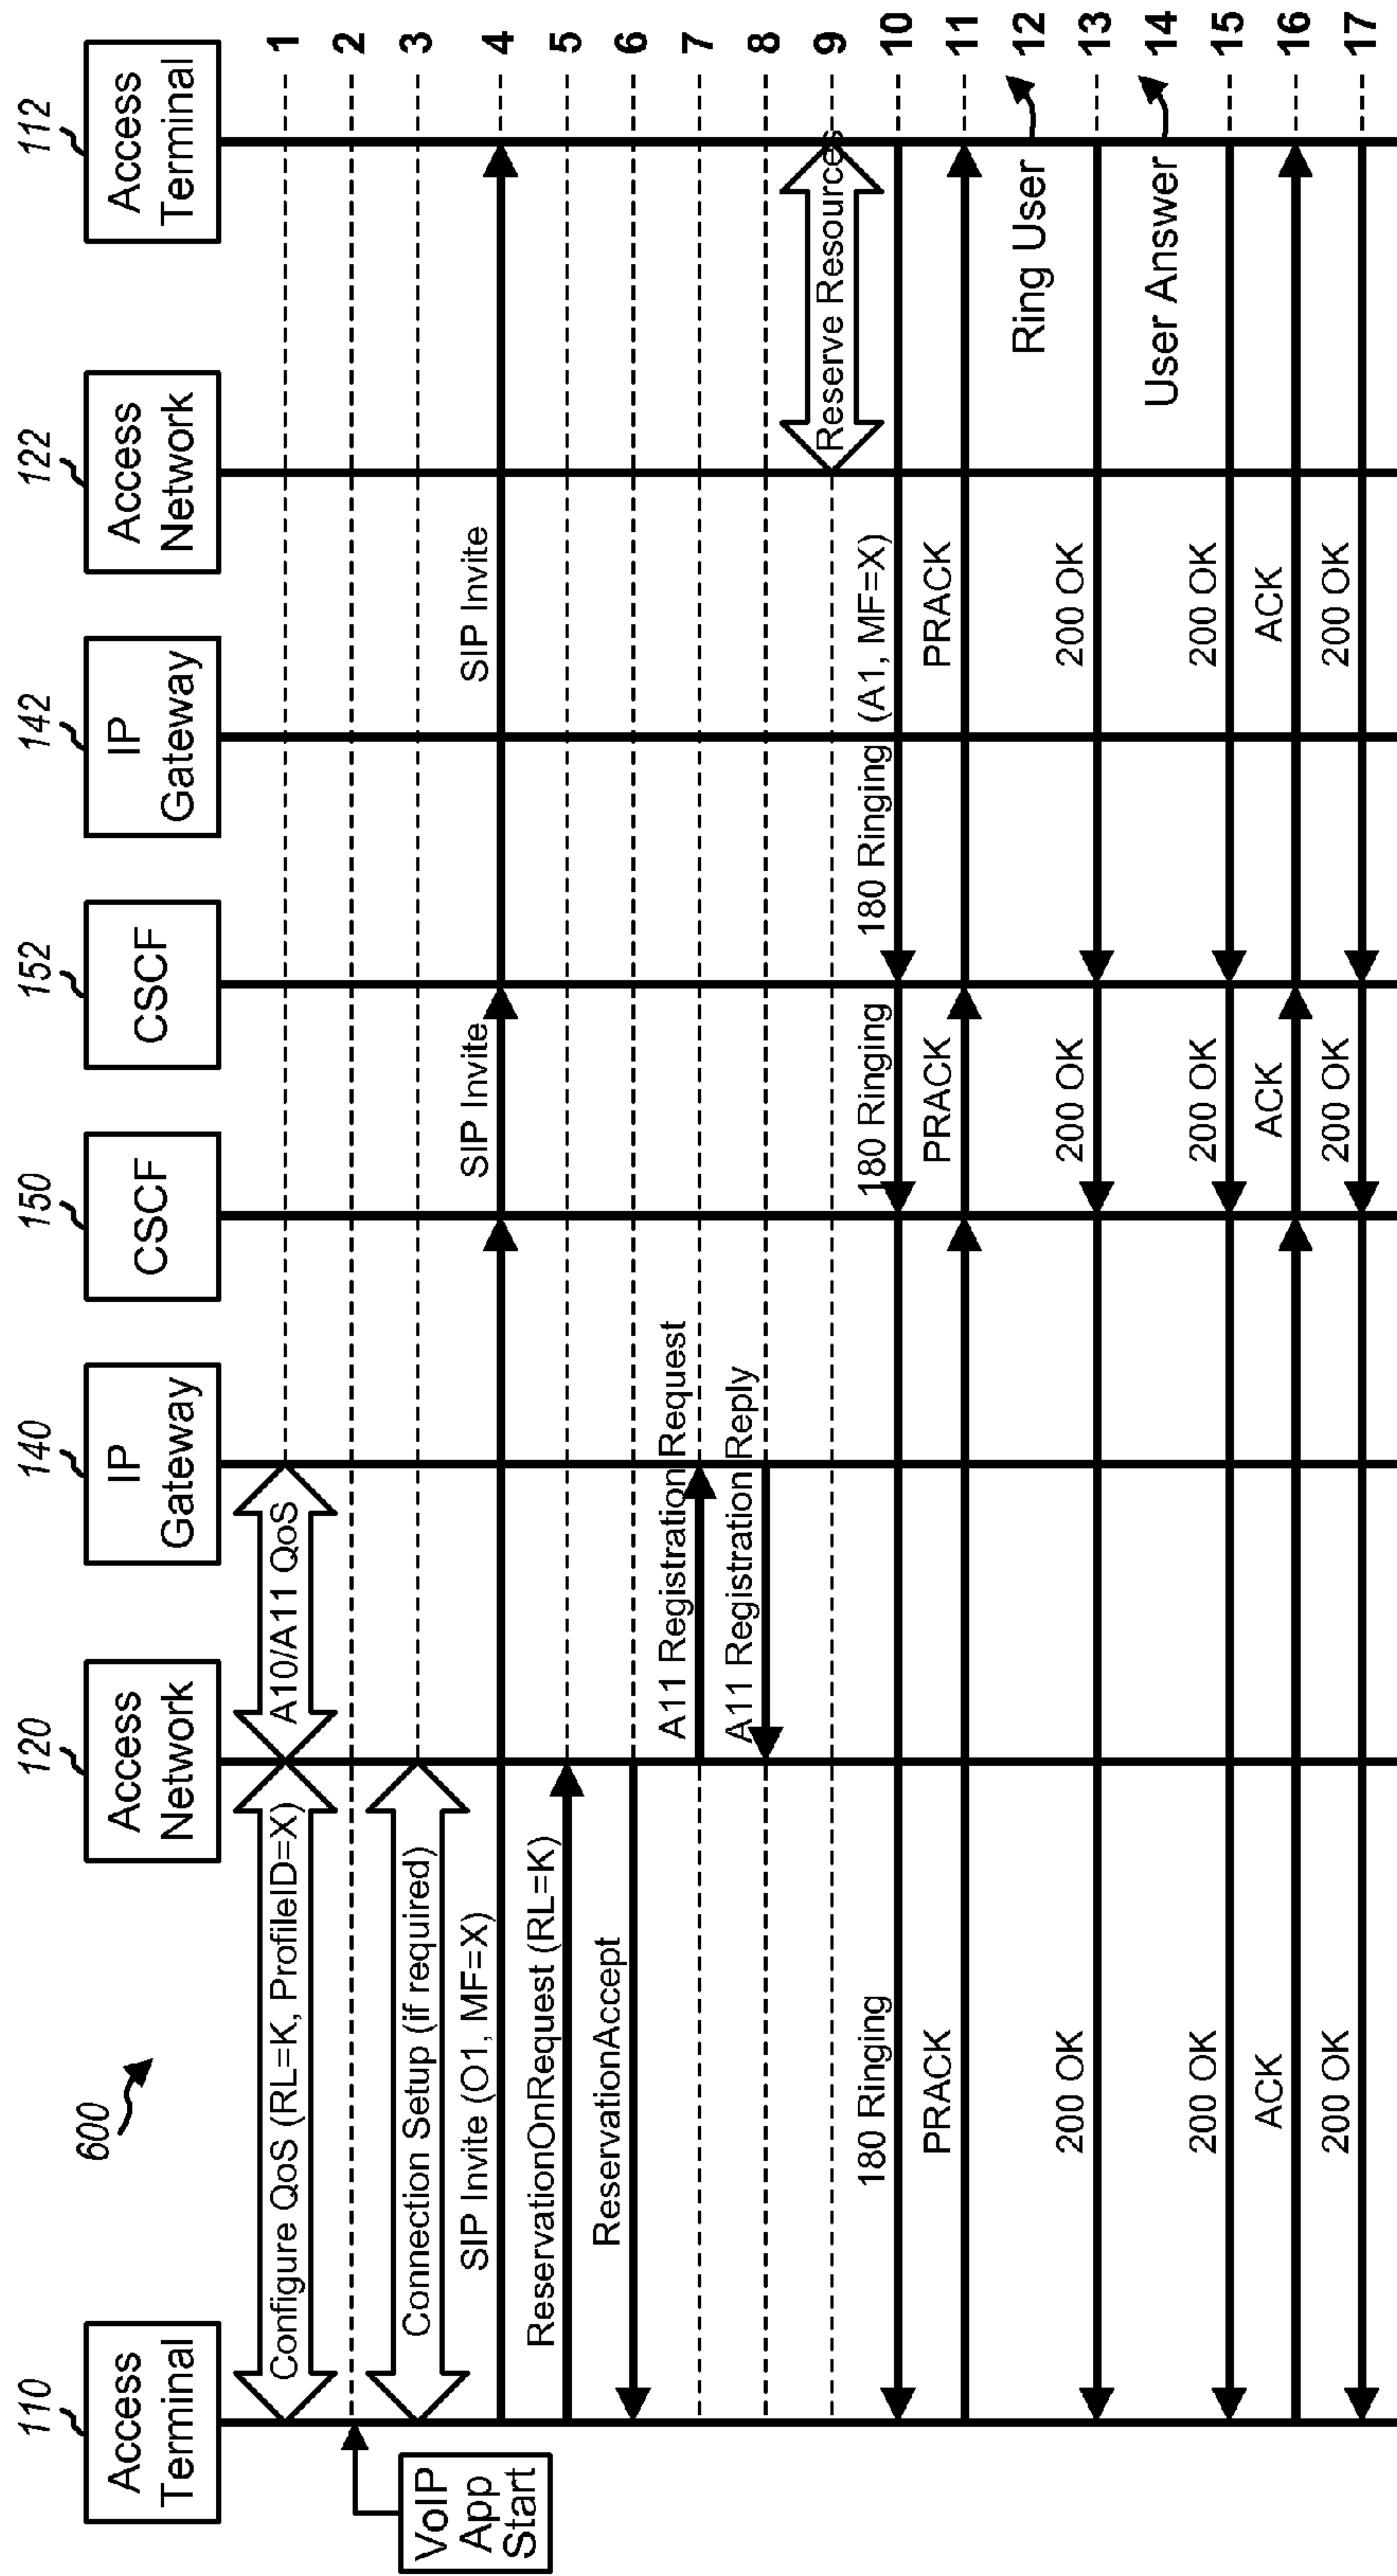 600
110
120
140
150
152
142
122
112
Access
Terminal
Access
Network
IP
Gateway
CSCF
CSCF
IP
Gateway
Access
Network
Access
Terminal
Configure QoS (RL=K, ProfileID=X)
A10/A11 QoS
1
VoIP
App
Start
2
Connection Setup (if required)
3
SIP Invite (O1, MF=X)
SIP Invite
SIP Invite
4
ReservationOnRequest (RL=K)
5
ReservationAccept
6
A11 Registration Request
7
A11 Registration Reply
8
Reserve Resources
9
180 Ringing
180 Ringing
180 Ringing (A1, MF=X)
10
PRACK
PRACK
PRACK
11
Ring User
12
200 OK
200 OK
200 OK
13
User Answer
14
200 OK
200 OK
200 OK
15
ACK
ACK
ACK
16
200 OK
200 OK
200 OK
17